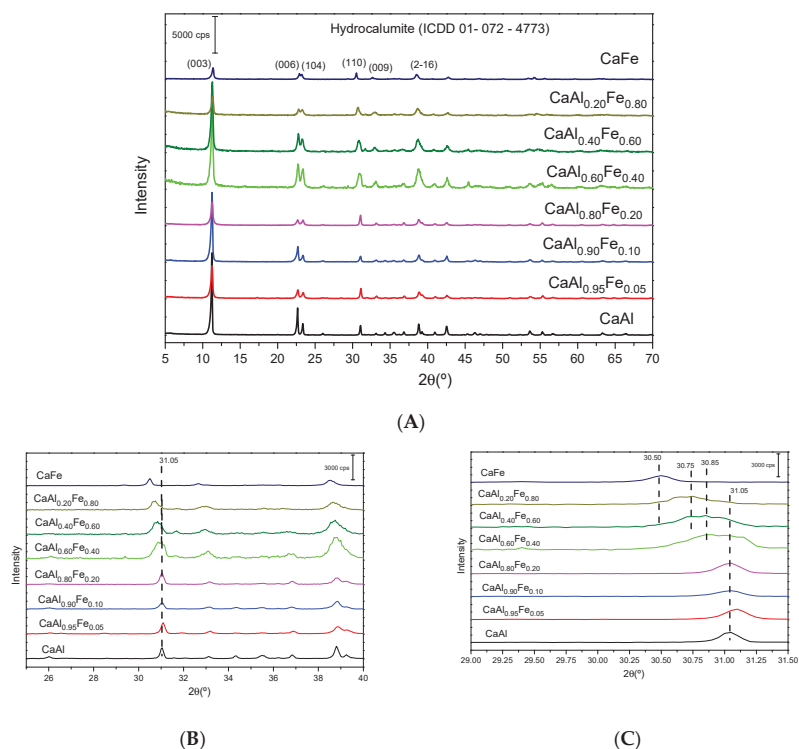 5000 cps
Hydrocalumite (ICDD 01- 072 - 4773)
(003)
(006) (104)
(110)
(009)
(2-16)
CaFe
CaAl0.20Fe0.80
CaAl0.40Fe0.60
CaAl0.60Fe0.40
CaAl0.80Fe0.20
CaAl0.90Fe0.10
CaAl0.95Fe0.05
CaAl
Intensity
5 10 15 20 25 30 35 40 45 50 55 60 65 70
2θ(º)
(A)
31.05
3000 cps
CaFe
CaAl0.20Fe0.80
CaAl0.40Fe0.60
CaAl0.60Fe0.40
CaAl0.80Fe0.20
CaAl0.90Fe0.10
CaAl0.95Fe0.05
CaAl
Intensity
26 28 30 32 34 36 38 40
2θ(º)
(B)
30.50
30.75
30.85
31.05
3000 cps
CaFe
CaAl0.20Fe0.80
CaAl0.40Fe0.60
CaAl0.60Fe0.40
CaAl0.80Fe0.20
CaAl0.90Fe0.10
CaAl0.95Fe0.05
CaAl
Intensity
29.00 29.25 29.50 29.75 30.00 30.25 30.50 30.75 31.00 31.25 31.50
2θ(º)
(C)